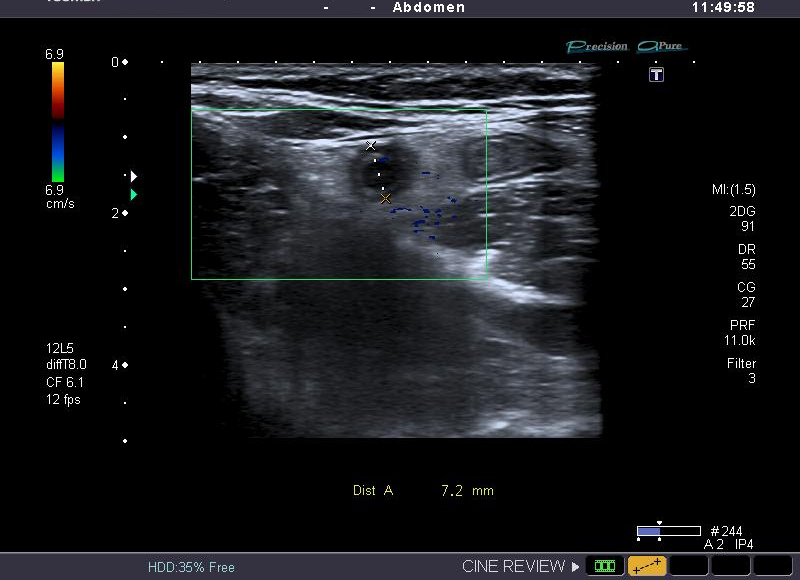 - - Abdomen 11:49:58
Precision APure
T
6.9
6.9
cm/s
0
2
4
MI:(1.5)
2DG
91
DR
55
CG
27
PRF
11.0k
Filter
3
12L5
diffT8.0
CF 6.1
12 fps
Dist A 7.2 mm
#244
A 2 IP4
HDD:35% Free
CINE REVIEW